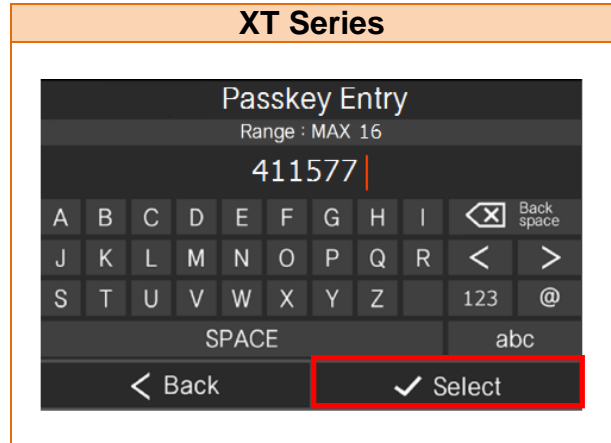 XT Series
Passkey Entry
Range : MAX 16
411577
A B C D E F G H I Back space
J K L M N O P Q R < >
S T U V W X Y Z 123 @
SPACE abc
< Back ✓ Select